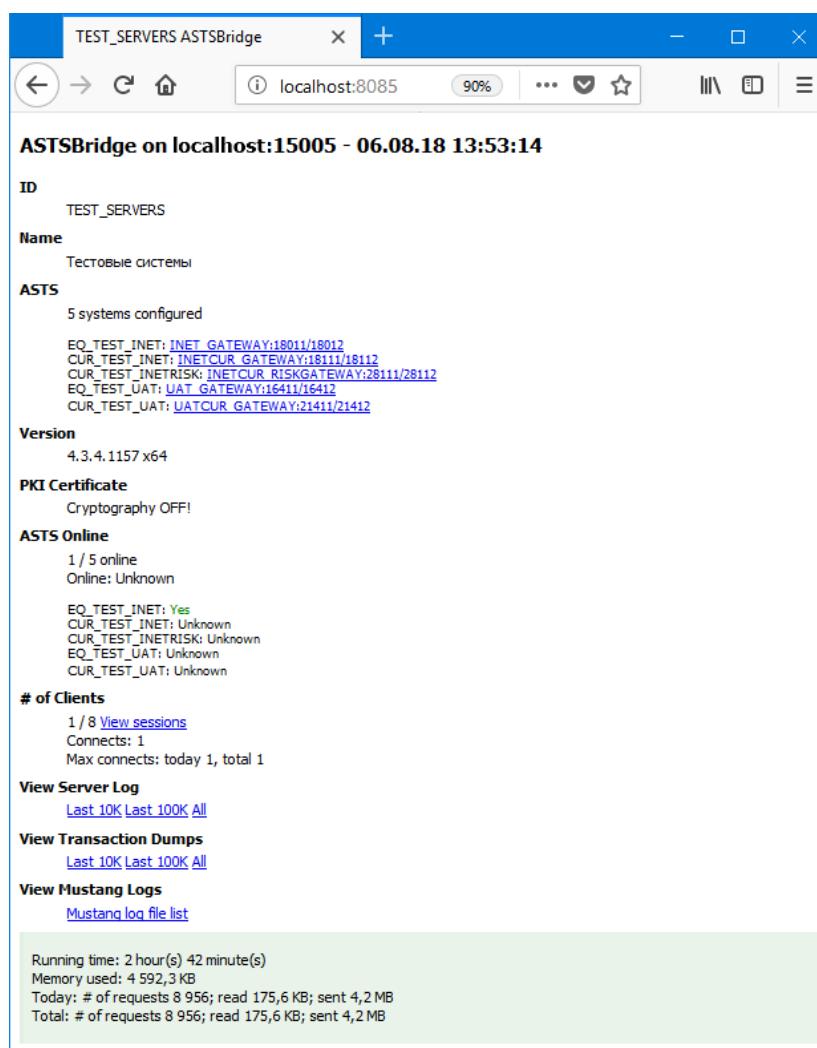 TEST_SERVERS ASTSBridge
localhost:8085 90%
ASTSBridge on localhost:15005 - 06.08.18 13:53:14
ID
TEST_SERVERS
Name
Тестовые системы
ASTS
5 systems configured
EQ_TEST_INET: INET_GATEWAY:18011/18012
CUR_TEST_INET: INETCUR_GATEWAY:18111/18112
CUR_TEST_INETRISK: INETCUR_RISKGATEWAY:28111/28112
EQ_TEST_UAT: UAT_GATEWAY:16411/16412
CUR_TEST_UAT: UATCUR_GATEWAY:21411/21412
Version
4.3.4.1157 x64
PKI Certificate
Cryptography OFF!
ASTS Online
1 / 5 online
Online: Unknown
EQ_TEST_INET: Yes
CUR_TEST_INET: Unknown
CUR_TEST_INETRISK: Unknown
EQ_TEST_UAT: Unknown
CUR_TEST_UAT: Unknown
# of Clients
1 / 8 View sessions
Connects: 1
Max connects: today 1, total 1
View Server Log
Last 10K Last 100K All
View Transaction Dumps
Last 10K Last 100K All
View Mustang Logs
Mustang log file list
Running time: 2 hour(s) 42 minute(s)
Memory used: 4 592,3 KB
Today: # of requests 8 956; read 175,6 KB; sent 4,2 MB
Total: # of requests 8 956; read 175,6 KB; sent 4,2 MB